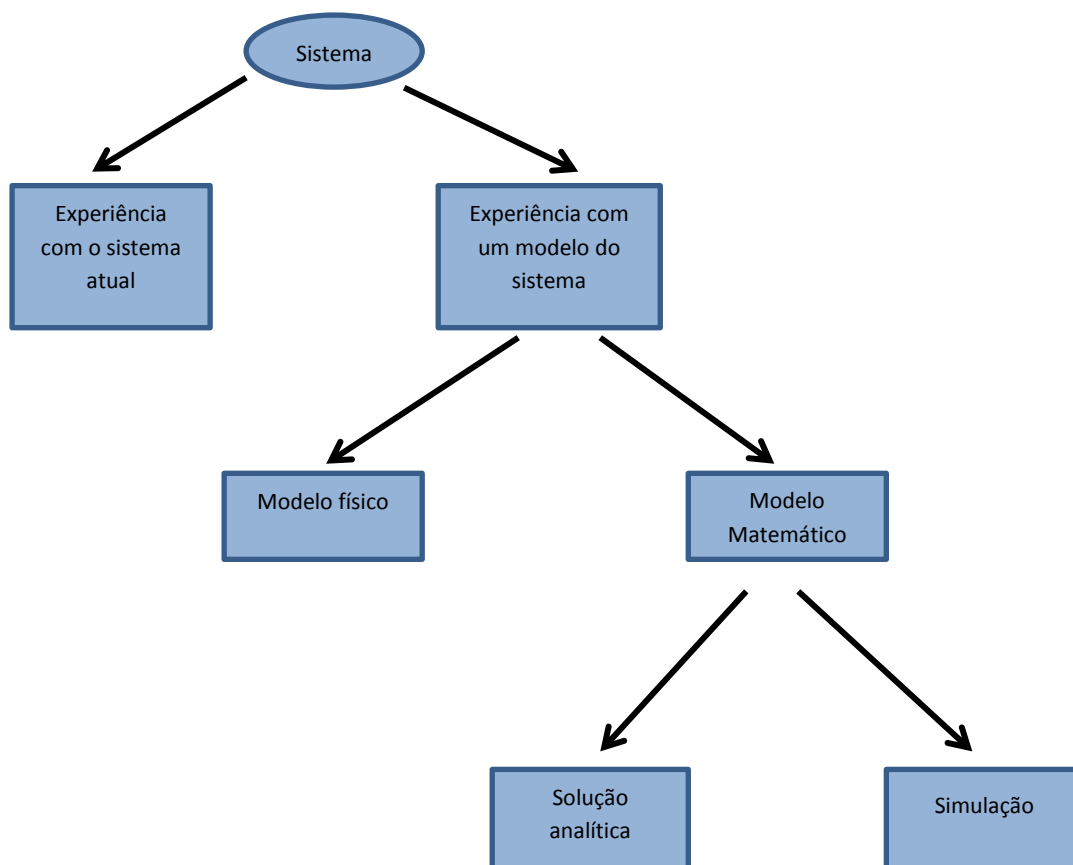 Sistema
Experiência
com o sistema
atual
Experiência com
um modelo do
sistema
Modelo físico
Modelo
Matemático
Solução
analítica
Simulação